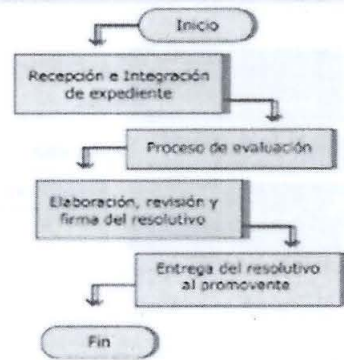 Inicio
Recepción e Integración
de expediente
Proceso de evaluación
Elaboración, revisión y
firma del resolutivo
Entrega del resolutivo
al promovente
Fin